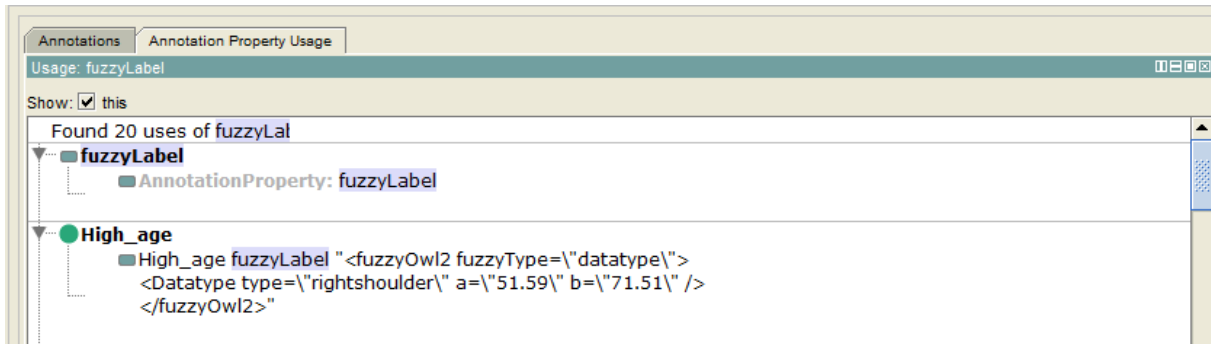 Annotations Annotation Property Usage
Usage: fuzzyLabel
Show: this
Found 20 uses of fuzzyLal
fuzzyLabel
AnnotationProperty: fuzzyLabel
High_age
High_age fuzzyLabel "<fuzzyOwl2 fuzzyType=\"datatype\">
<Datatype type=\"rightshoulder\" a=\"51.59\" b=\"71.51\" />
</fuzzyOwl2>"